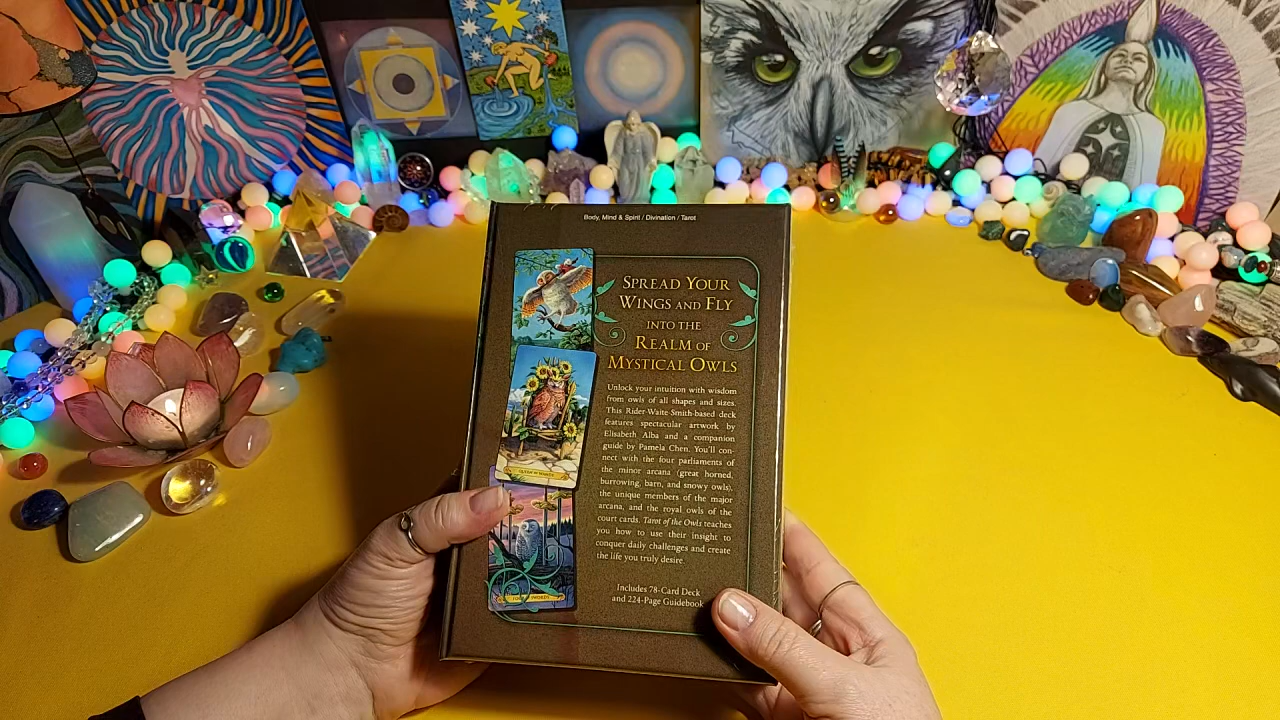 Body, Mind & Spirit / Divination / Tarot
SPREAD YOUR
WINGS AND FLY
INTO THE
REALM OF
MYSTICAL OWLS
Unlock your intuition with wisdom
from owls of all shapes and sizes.
This Rider-Waite-Smith-based deck
features spectacular artwork by
Elisabeth Alba and a companion
guide by Pamela Chen. You'll con-
nect with the four parliaments of
the minor arcana (great horned,
burrowing, barn, and snowy owls),
the unique members of the major
arcana, and the royal owls of the
court cards. Tarot of the Owls teaches
you how to use their insight to
conquer daily challenges and create
the life you truly desire.
Includes 78-Card Deck
and 224-Page Guidebook
QUEEN OF WANDS